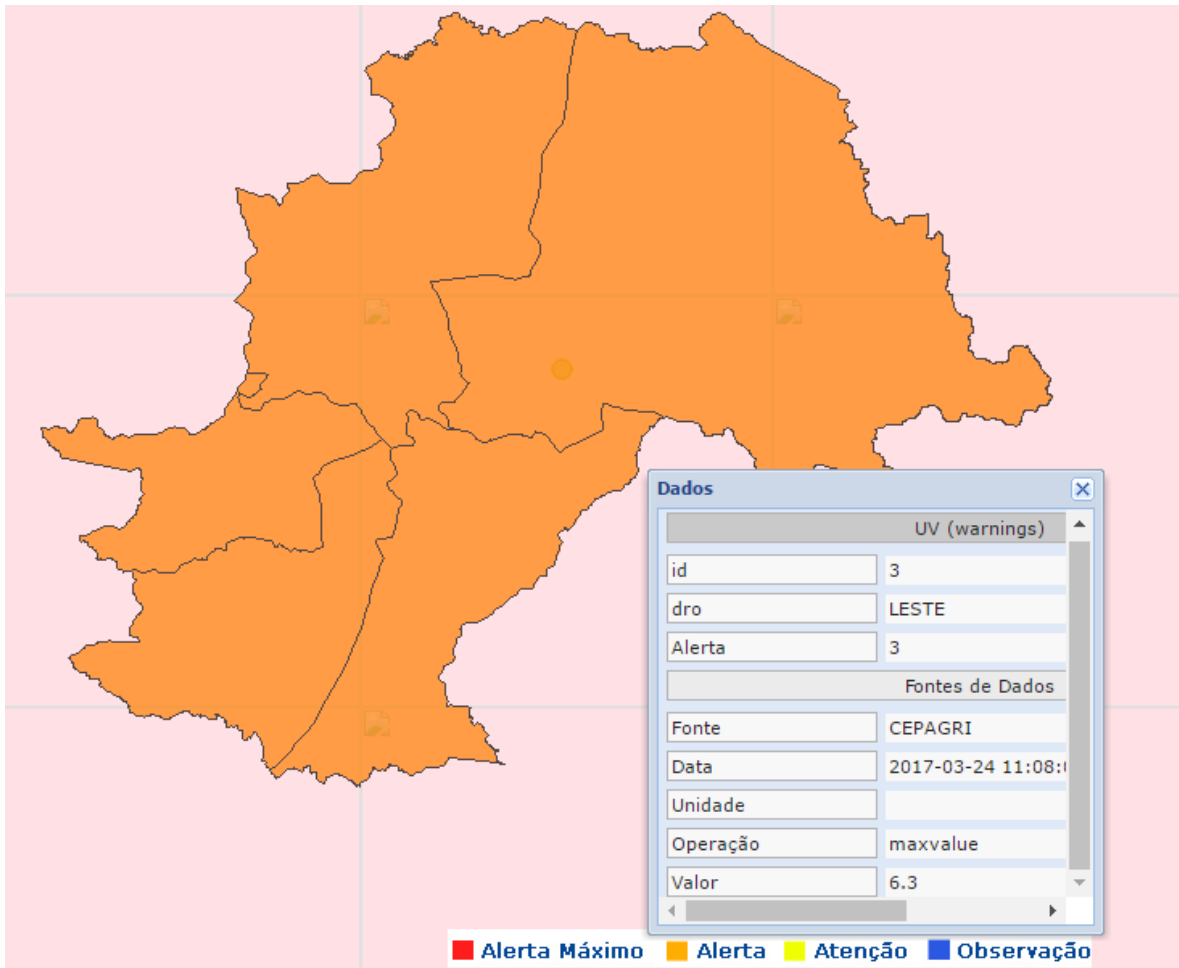 Dados
UV (warnings)
id 3
dro LESTE
Alerta 3
Fontes de Dados
Fonte CEPAGRI
Data 2017-03-24 11:08:
Unidade
Operação maxvalue
Valor 6.3
Alerta Máximo Alerta Atenção Observação